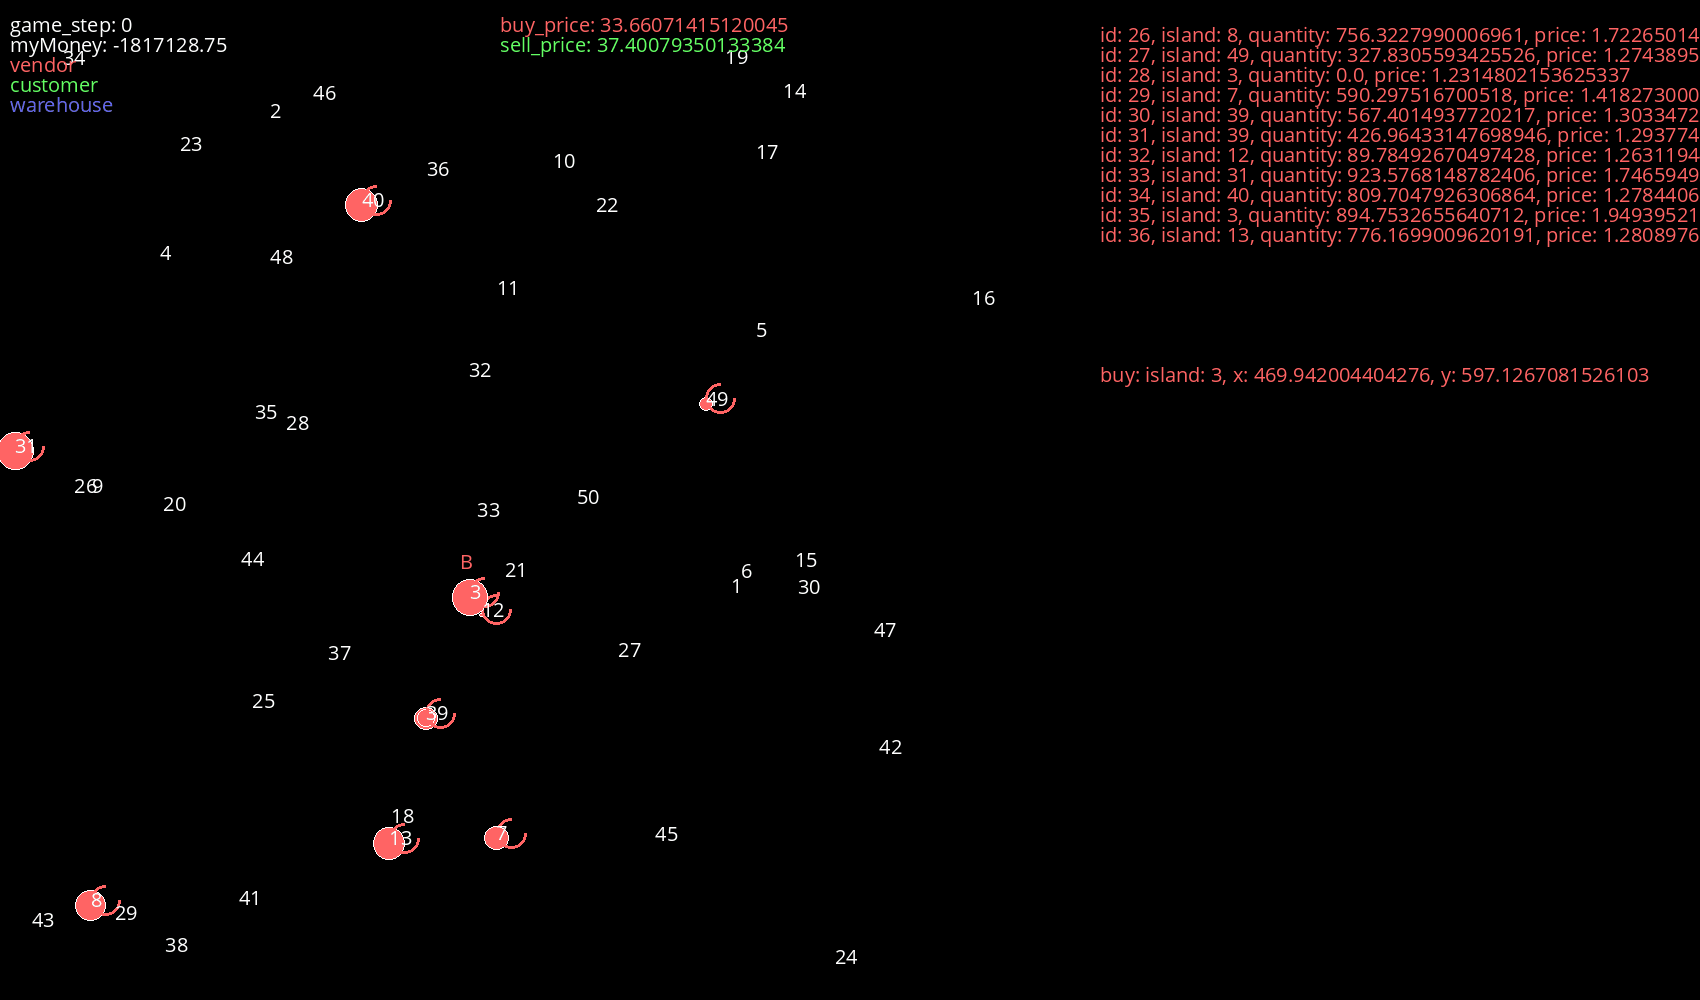 game_step: 0
myMoney: -1817128.75
vendor
customer
warehouse
buy_price: 33.66071415120045
sell_price: 37.40079350133384
id: 26, island: 8, quantity: 756.3227990006961, price: 1.72265014
id: 27, island: 49, quantity: 327.8305593425526, price: 1.2743895
id: 28, island: 3, quantity: 0.0, price: 1.2314802153625337
id: 29, island: 7, quantity: 590.297516700518, price: 1.418273000
id: 30, island: 39, quantity: 567.4014937720217, price: 1.3033472
id: 31, island: 39, quantity: 426.96433147698946, price: 1.293774
id: 32, island: 12, quantity: 89.78492670497428, price: 1.2631194
id: 33, island: 31, quantity: 923.5768148782406, price: 1.7465949
id: 34, island: 40, quantity: 809.7047926306864, price: 1.2784406
id: 35, island: 3, quantity: 894.7532655640712, price: 1.94939521
id: 36, island: 13, quantity: 776.1699009620191, price: 1.2808976
buy: island: 3, x: 469.942004404276, y: 597.1267081526103
34
19
46
14
2
23
17
10
36
40
22
4
48
11
16
5
32
49
35
28
31
26
9
20
50
33
44
B
21
15
6
1
30
3
12
47
37
27
25
39
42
18
13
7
45
8
41
29
43
38
24